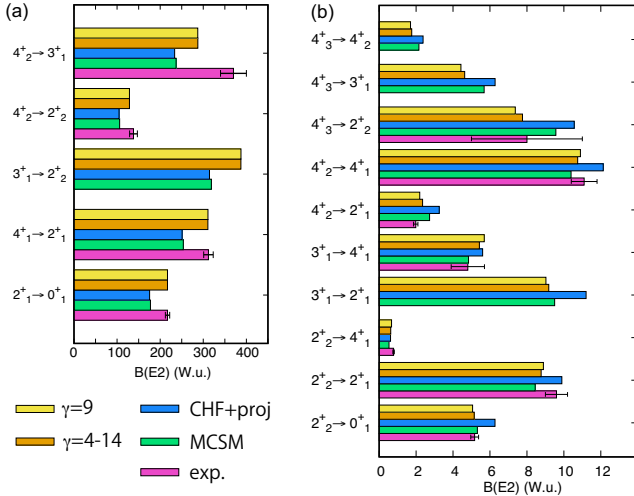 (a)
4⁺₂→3⁺₁
4⁺₂→2⁺₂
3⁺₁→2⁺₂
4⁺₁→2⁺₁
2⁺₁→0⁺₁
0 100 200 300 400
B(E2) (W.u.)
γ=9
γ=4-14
CHF+proj
MCSM
exp.
(b)
4⁺₃→4⁺₂
4⁺₃→3⁺₁
4⁺₃→2⁺₂
4⁺₂→4⁺₁
4⁺₂→2⁺₁
3⁺₁→4⁺₁
3⁺₁→2⁺₁
2⁺₂→4⁺₁
2⁺₂→2⁺₁
2⁺₂→0⁺₁
0 2 4 6 8 10 12
B(E2) (W.u.)